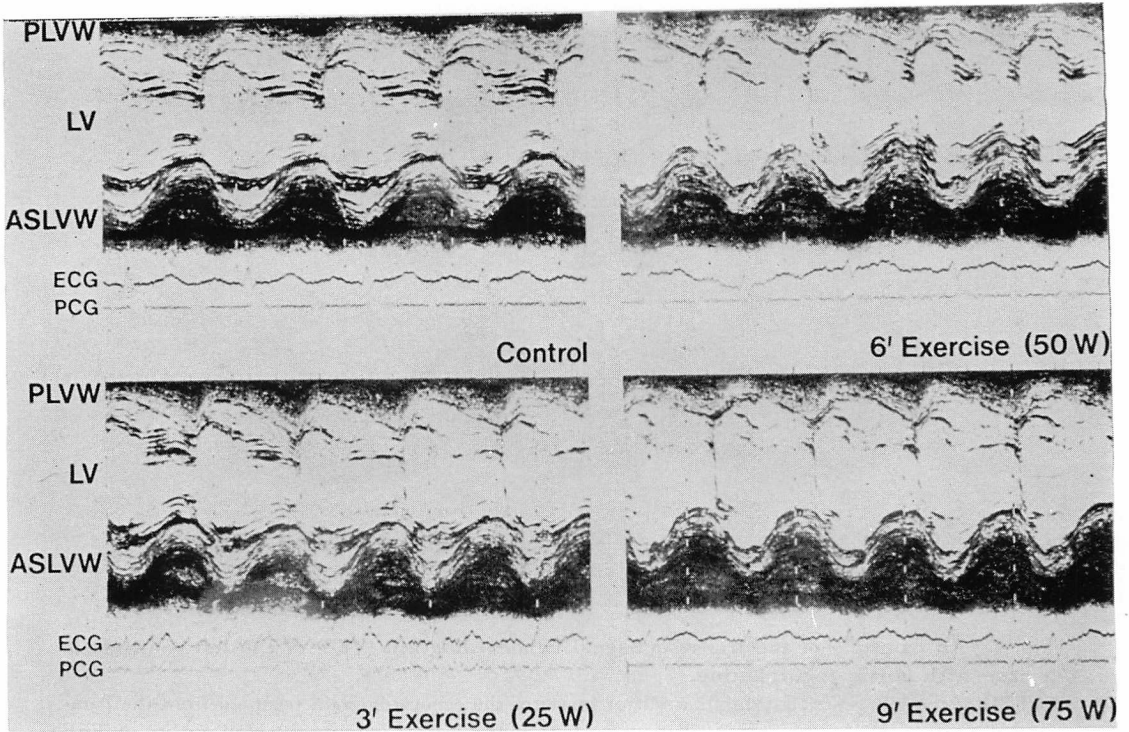 PLVW
LV
ASLVW
ECG
PCG
Control
6' Exercise (50 W)
PLVW
LV
ASLVW
ECG
PCG
3' Exercise (25 W)
9' Exercise (75 W)